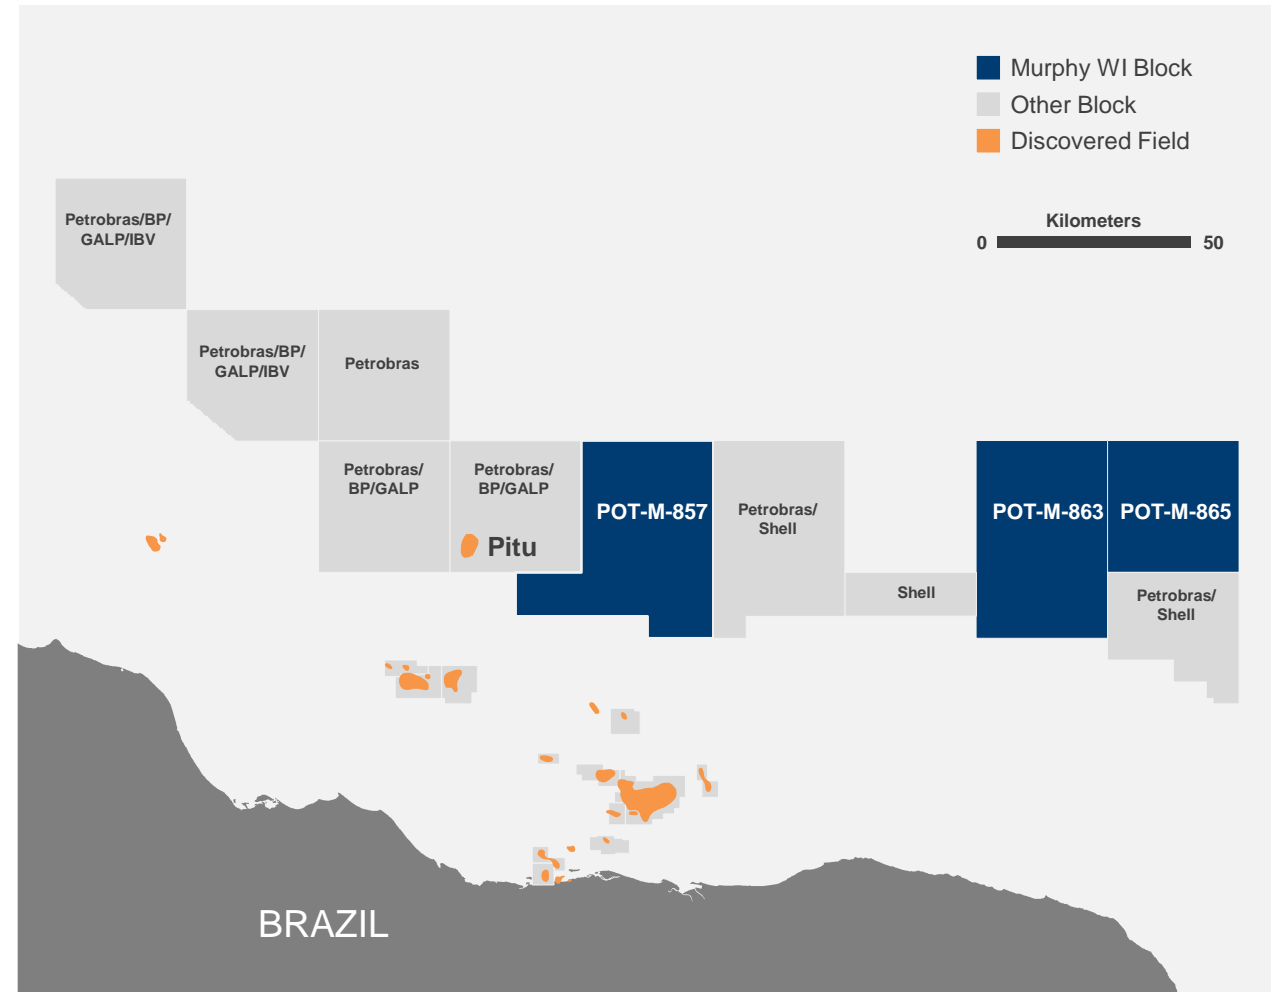 Murphy WI Block
Other Block
Discovered Field
Kilometers
0 50
Petrobras/BP/
GALP/IBV
Petrobras/BP/
GALP/IBV
Petrobras
Petrobras/
BP/GALP
Petrobras/
BP/GALP
Pitu
POT-M-857
Petrobras/
Shell
Shell
POT-M-863
POT-M-865
Petrobras/
Shell
BRAZIL